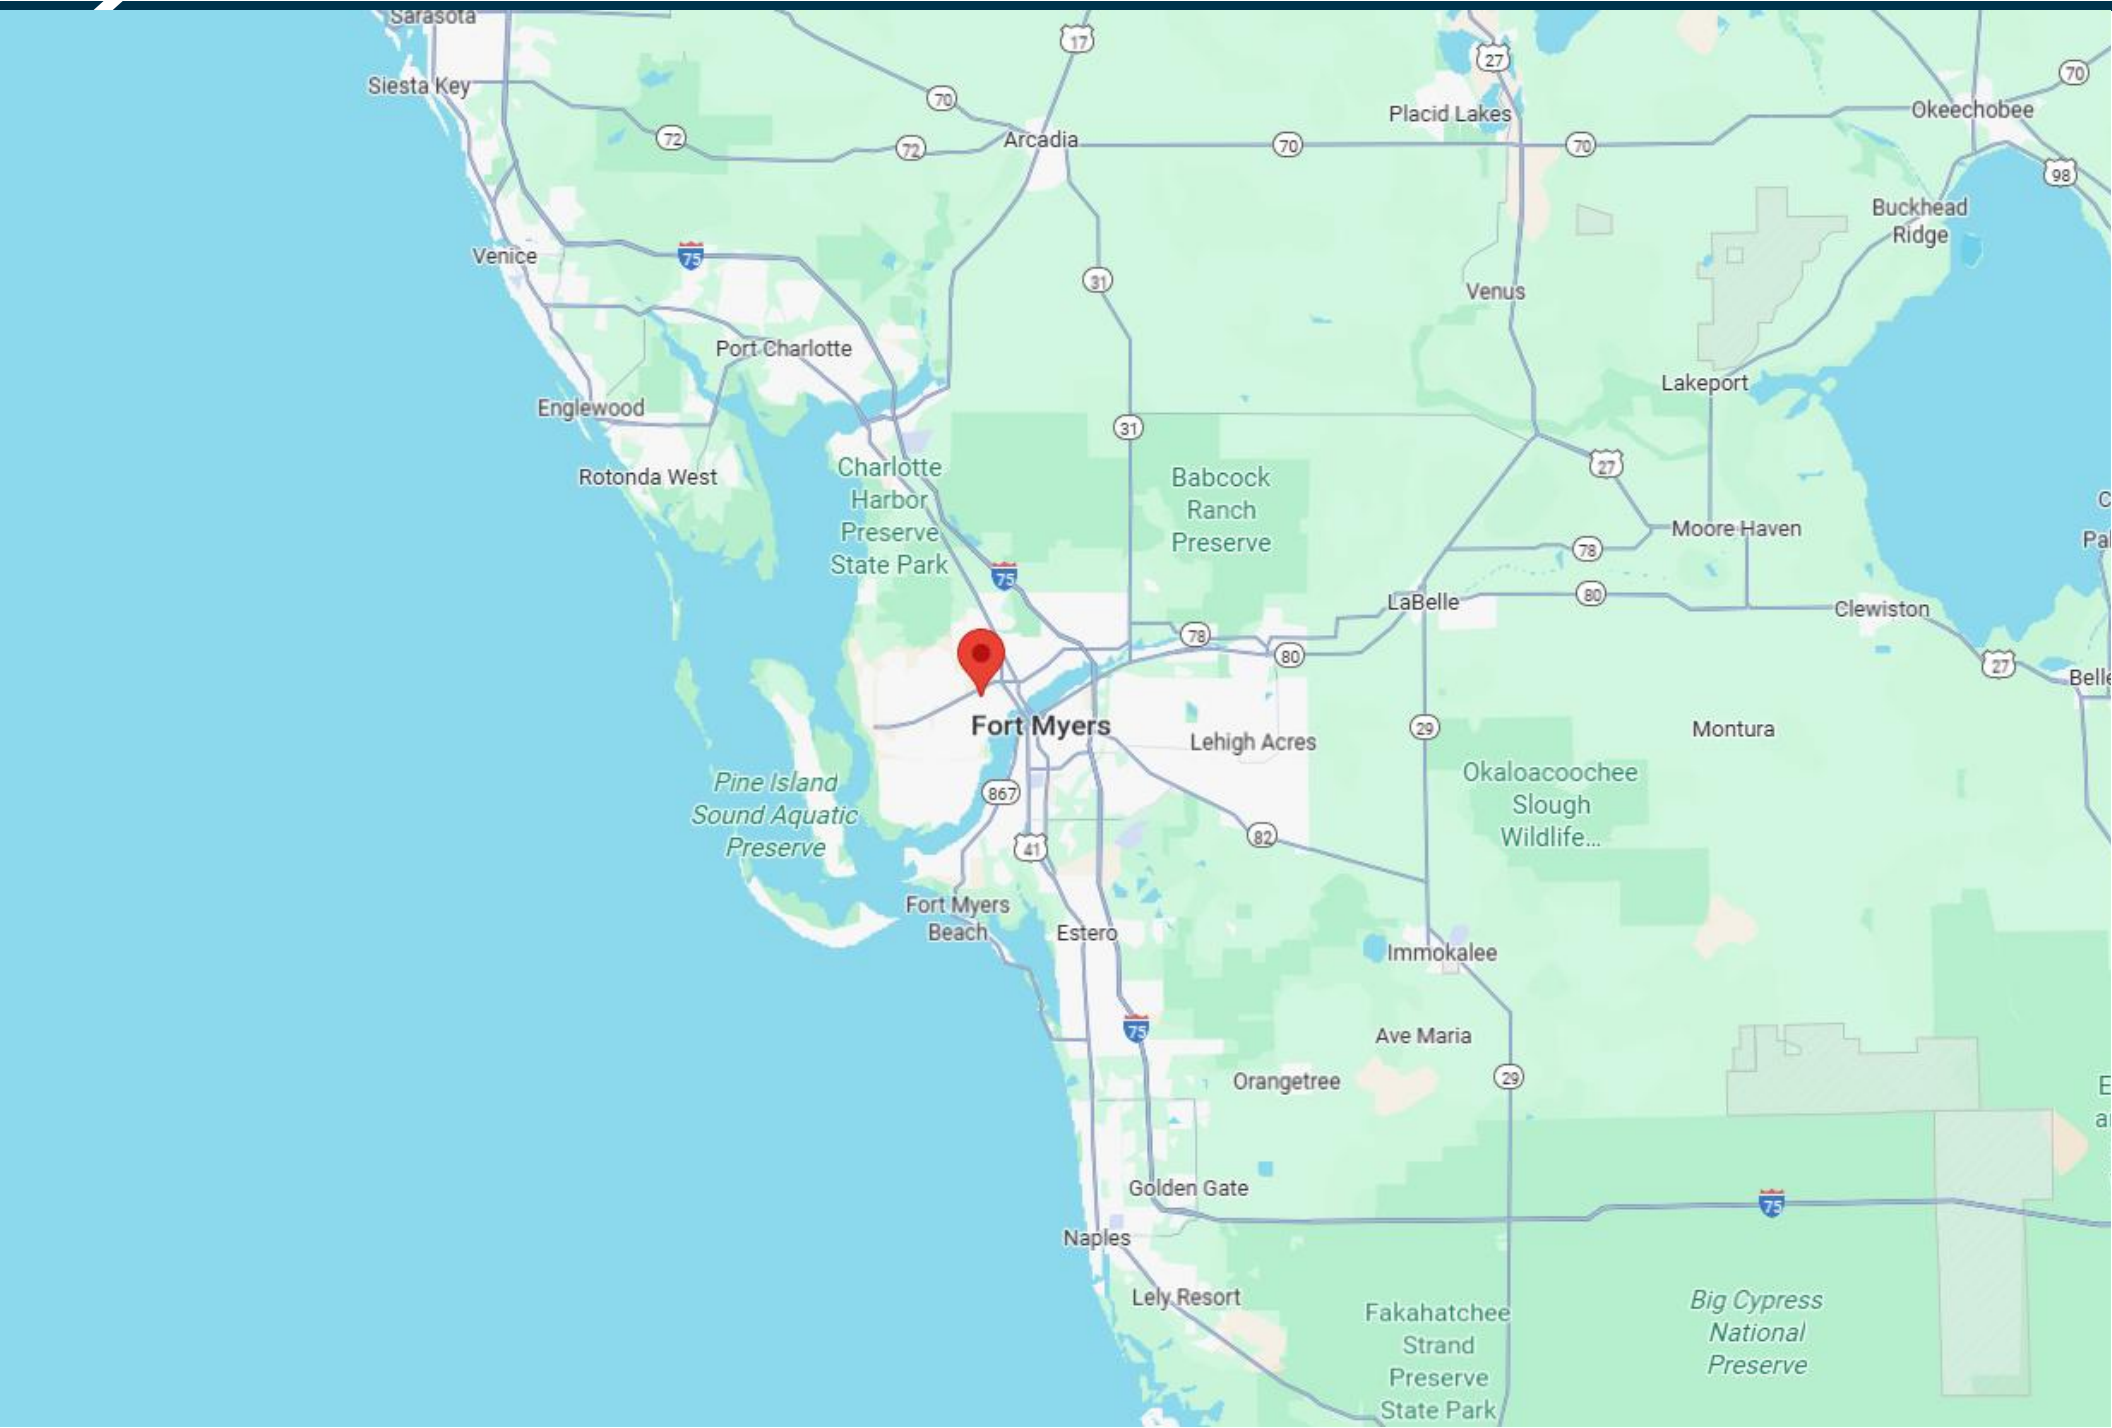 Sarasota
17
27
Siesta Key
70
70
Placid Lakes
Okeechobee
72
72
Arcadia
70
70
98
Buckhead
Ridge
Venice
75
31
Venus
Port Charlotte
Lakeport
Englewood
31
Charlotte
Harbor
Preserve
State Park
27
Rotonda West
Babcock
Ranch
Preserve
Moore Haven
78
75
LaBelle
80
Clewiston
78
80
27
Fort Myers
Lehigh Acres
29
Montura
Pine Island
Sound Aquatic
Preserve
867
41
82
Okaloacoochee
Slough
Wildlife...
Fort Myers
Beach
Estero
Immokalee
75
Ave Maria
Orangetree
29
Golden Gate
75
Naples
Lely Resort
Fakahatchee
Strand
Preserve
State Park
Big Cypress
National
Preserve